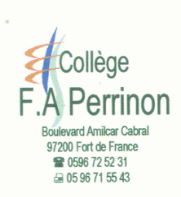 Collège
F.A Perrinon
Boulevard Amilcar Cabral
97200 Fort de France
☎ 0596 72 52 31
📠 05 96 71 55 43